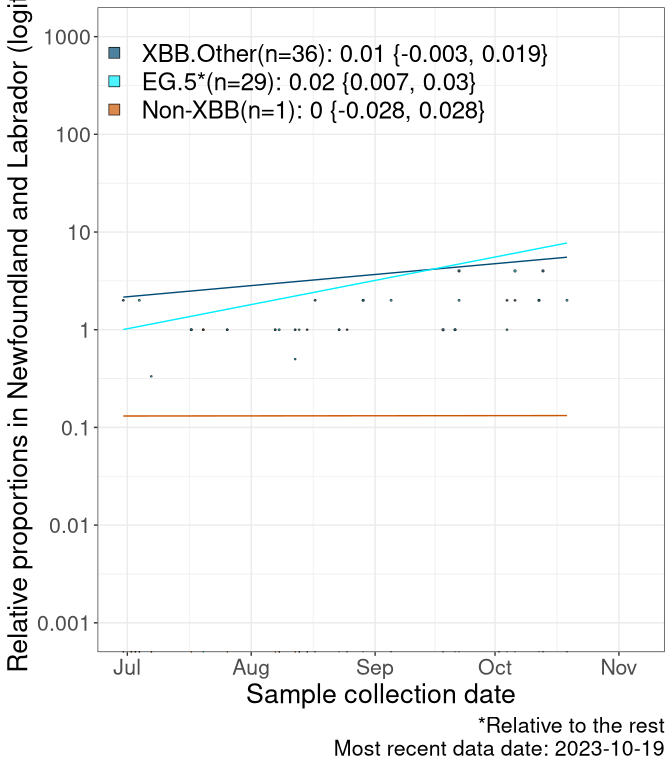 XBB.Other(n=36): 0.01 {-0.003, 0.019}
EG.5*(n=29): 0.02 {0.007, 0.03}
Non-XBB(n=1): 0 {-0.028, 0.028}
Relative proportions in Newfoundland and Labrador
1000
100
10
1
0.1
0.01
0.001
Jul Aug Sep Oct Nov
Sample collection date
*Relative to the rest
Most recent data date: 2023-10-19